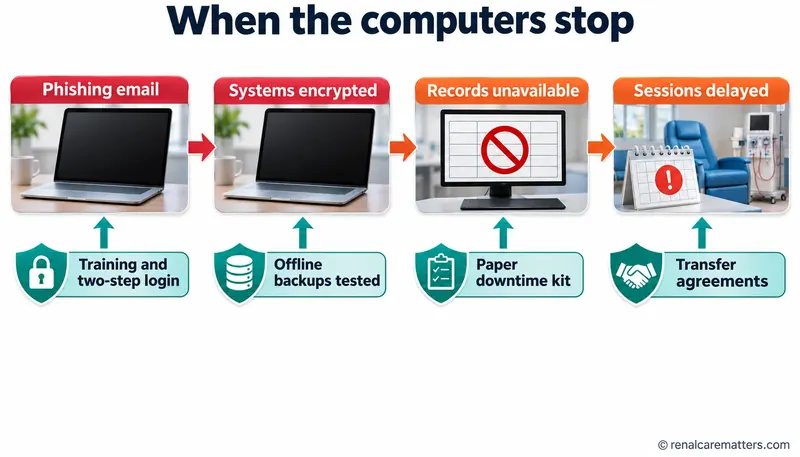 When the computers stop
Phishing email
Systems encrypted
Records unavailable
Sessions delayed
!
Training and
two-step login
Offline
backups tested
Paper
downtime kit
Transfer
agreements
© renalcarematters.com